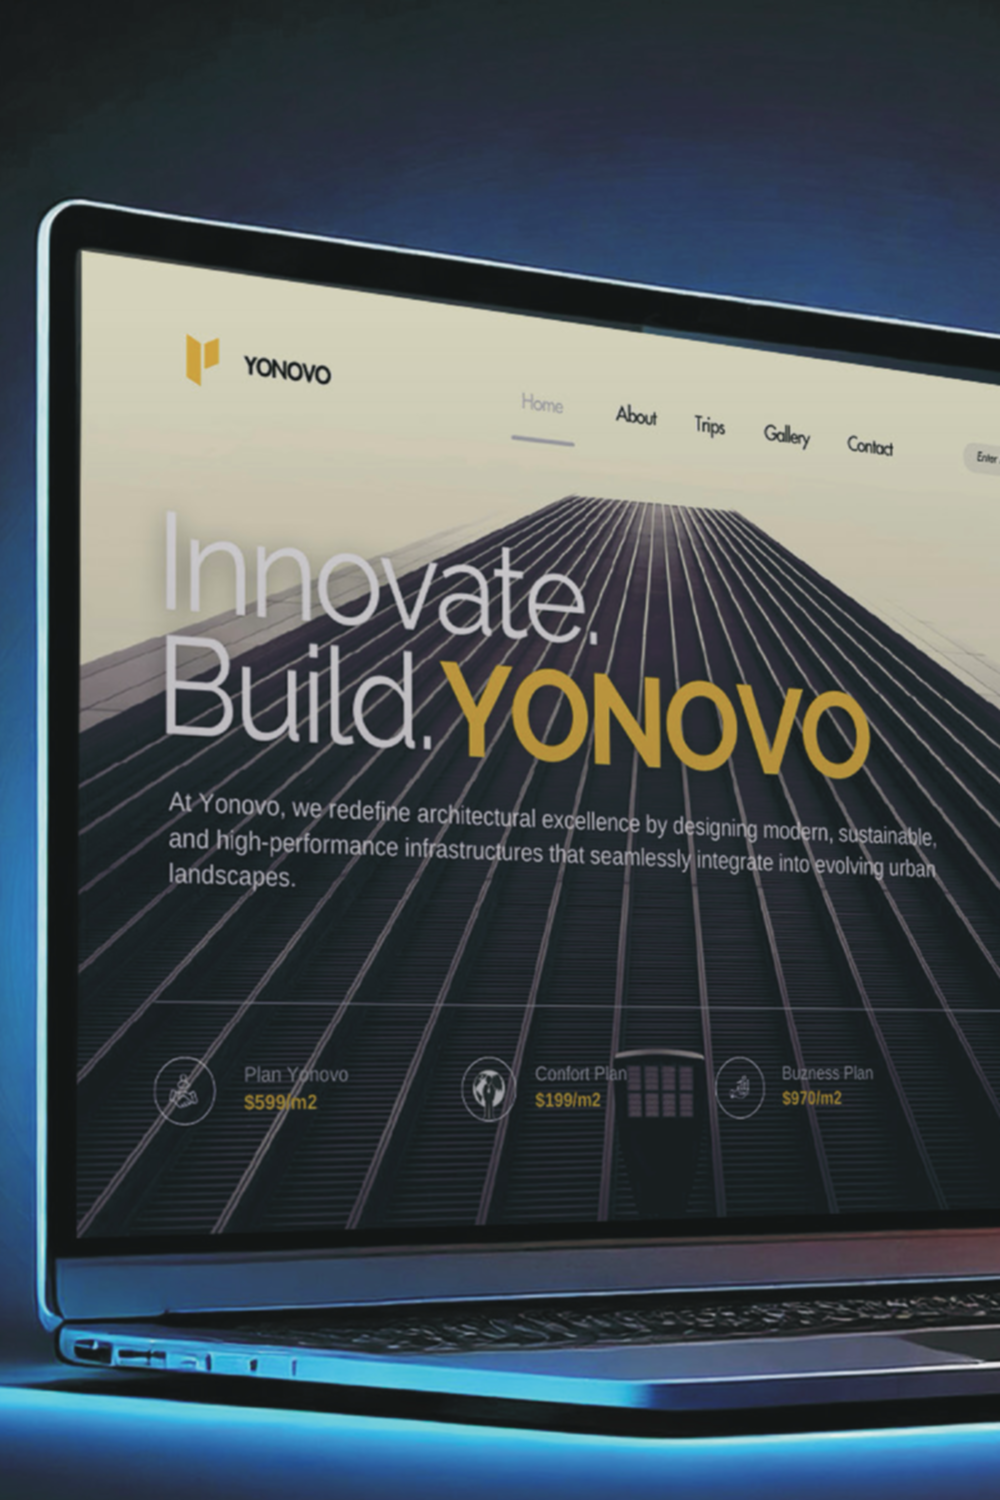 YONOVO
Home About Trips Gallery Contact
Enter
Innovate.
Build. YONOVO
At Yonovo, we redefine architectural excellence by designing modern, sustainable,
and high-performance infrastructures that seamlessly integrate into evolving urban
landscapes.
Plan Yonovo
$599/m2
Confort Plan
$199/m2
Buzness Plan
$970/m2